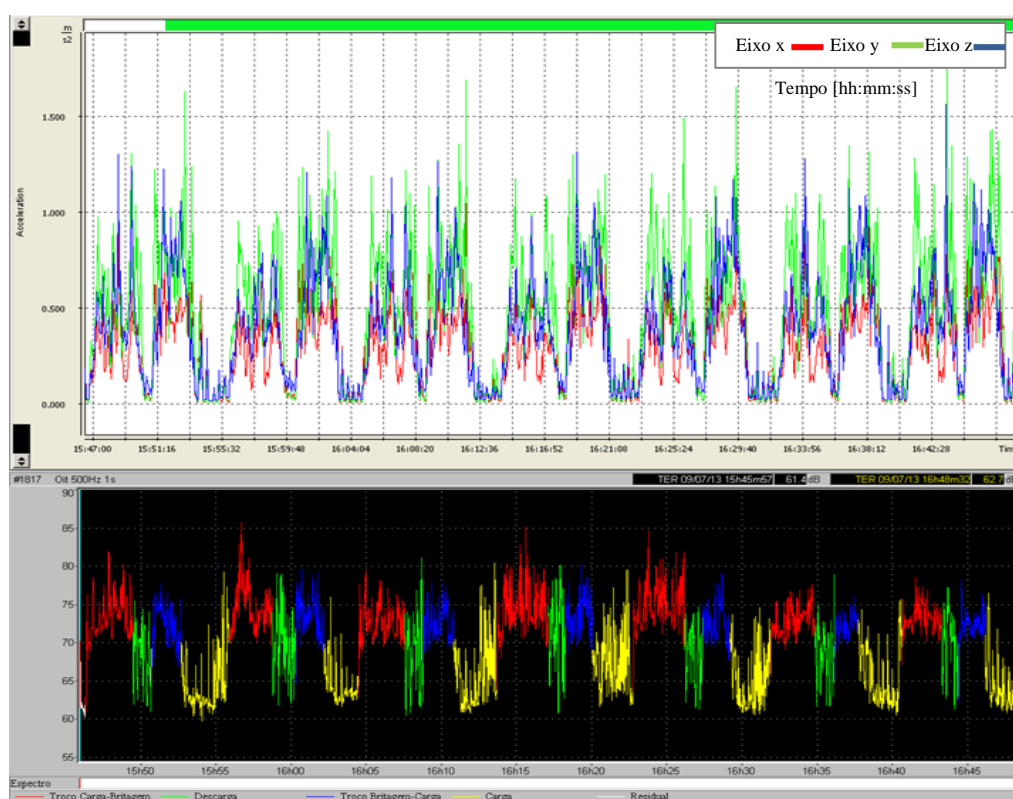 m
s2
Eixo x Eixo y Eixo z
Tempo [hh:mm:ss]
1.500
1.000
0.500
0.000
Acceleration
15:47:00 15:51:16 15:55:32 15:59:48 16:04:04 16:08:20 16:12:36 16:16:52 16:21:08 16:25:24 16:29:40 16:33:56 16:38:12 16:42:28
#1817 Oit 500Hz 1s TER 09/07/13 15h45m57 61.4 dB TER 09/07/13 16h48m32 62.7
90
85
80
75
70
65
60
55
15h50 15h55 16h00 16h05 16h10 16h15 16h20 16h25 16h30 16h35 16h40 16h45
Espectro
Troço Carga-Britagem Descarga Troço Britagem-Carga Carga Residual